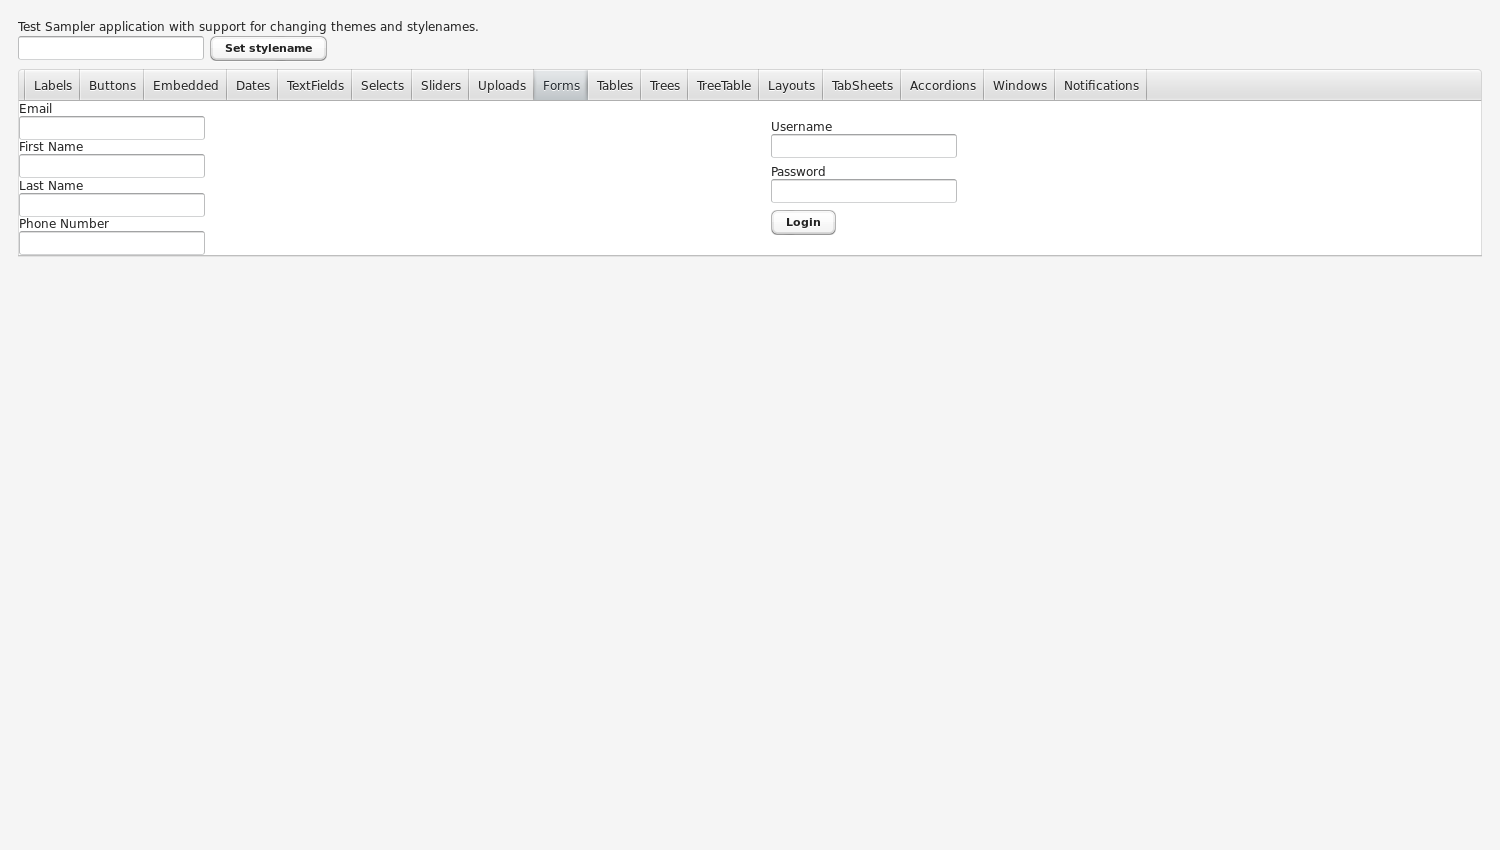 Test Sampler application with support for changing themes and stylenames.
Set stylename
Labels Buttons Embedded Dates TextFields Selects Sliders Uploads Forms Tables Trees TreeTable Layouts TabSheets Accordions Windows Notifications
Email
First Name
Last Name
Phone Number
Username
Password
Login